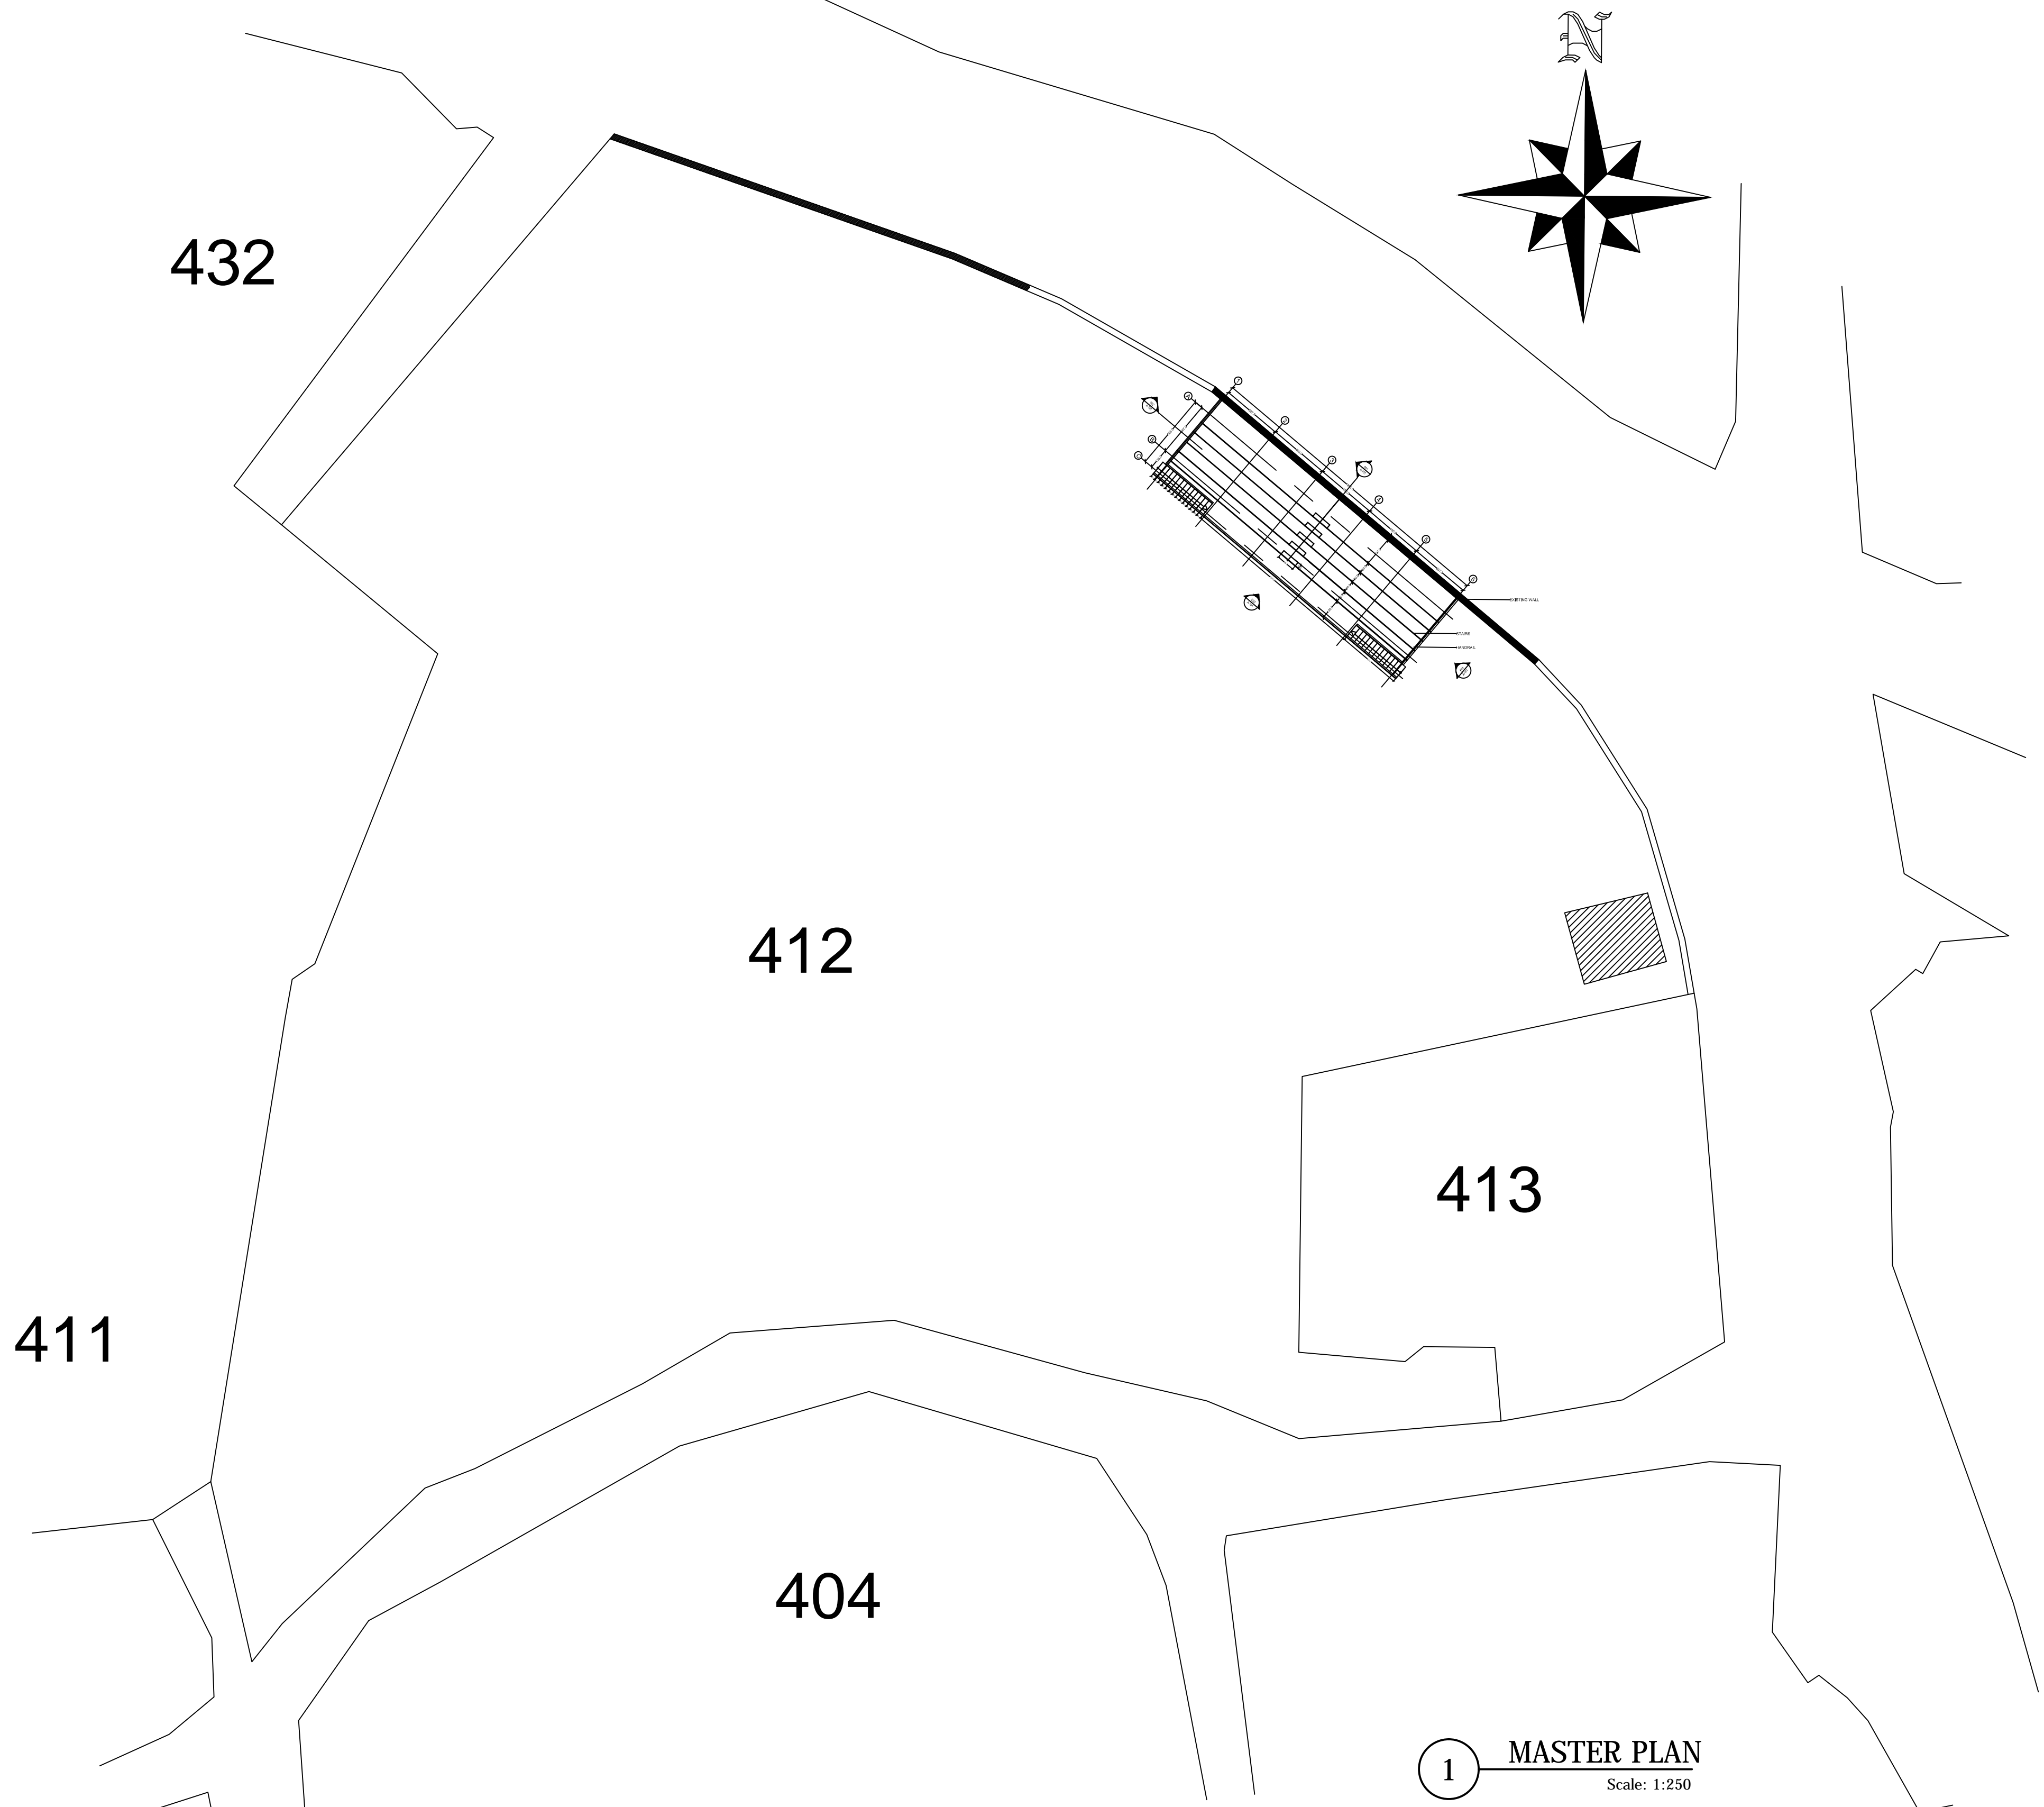 N
432
EXISTING WALL
STAIRS
HANDRAIL
412
413
411
404
1
MASTER PLAN
Scale: 1:250